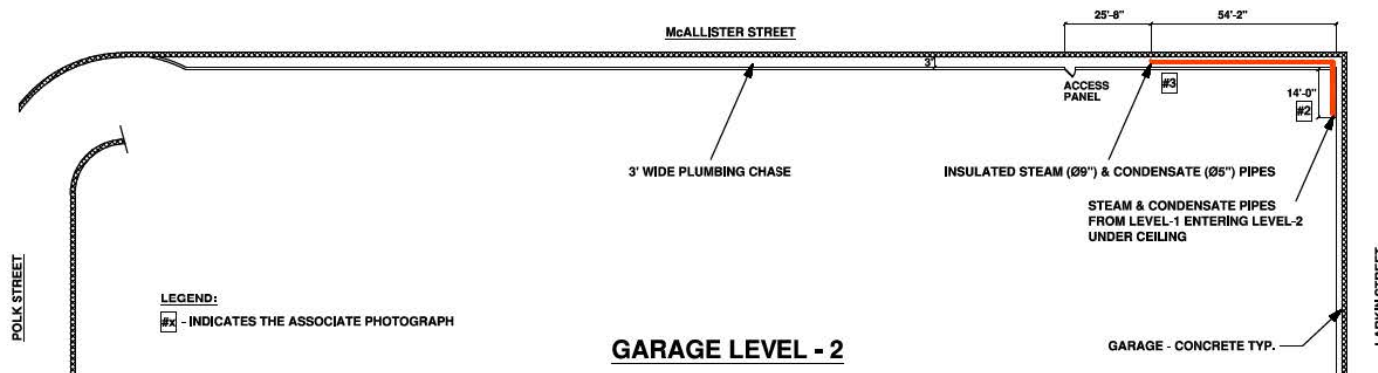 McALLISTER STREET
25'-8"
54'-2"
3'
ACCESS
PANEL
#3
14'-0"
#2
3' WIDE PLUMBING CHASE
INSULATED STEAM (Ø9") & CONDENSATE (Ø5") PIPES
STEAM & CONDENSATE PIPES
FROM LEVEL-1 ENTERING LEVEL-2
UNDER CEILING
POLK STREET
LEGEND:
#x - INDICATES THE ASSOCIATE PHOTOGRAPH
GARAGE LEVEL - 2
GARAGE - CONCRETE TYP.
LARKIN STREET